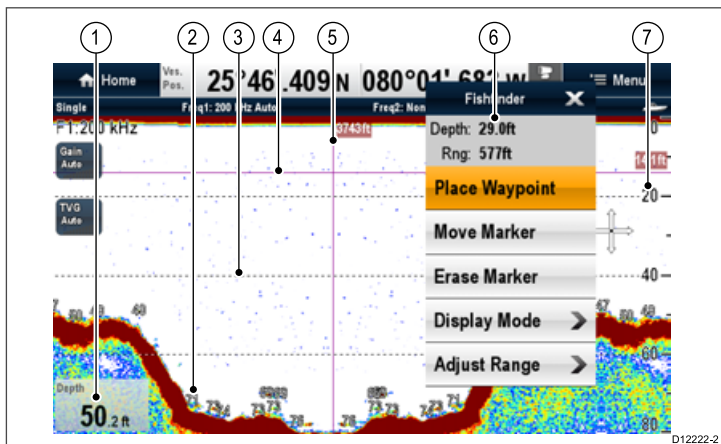 1 2 3 4 5 6 7
Home
Ves. Pos.
25°46'.409 N 080°01'.683 W
Menu
Single
Freq1: 200 kHz Auto
Freq2: Non
Fishfinder X
F1:200 kHz
3743ft
Depth: 29.0ft
Rng: 577ft
0
Gain
Auto
Place Waypoint
20
TVG
Auto
Move Marker
Erase Marker
40
Display Mode
60
Adjust Range
Depth
50.2 ft
80
D12222-2